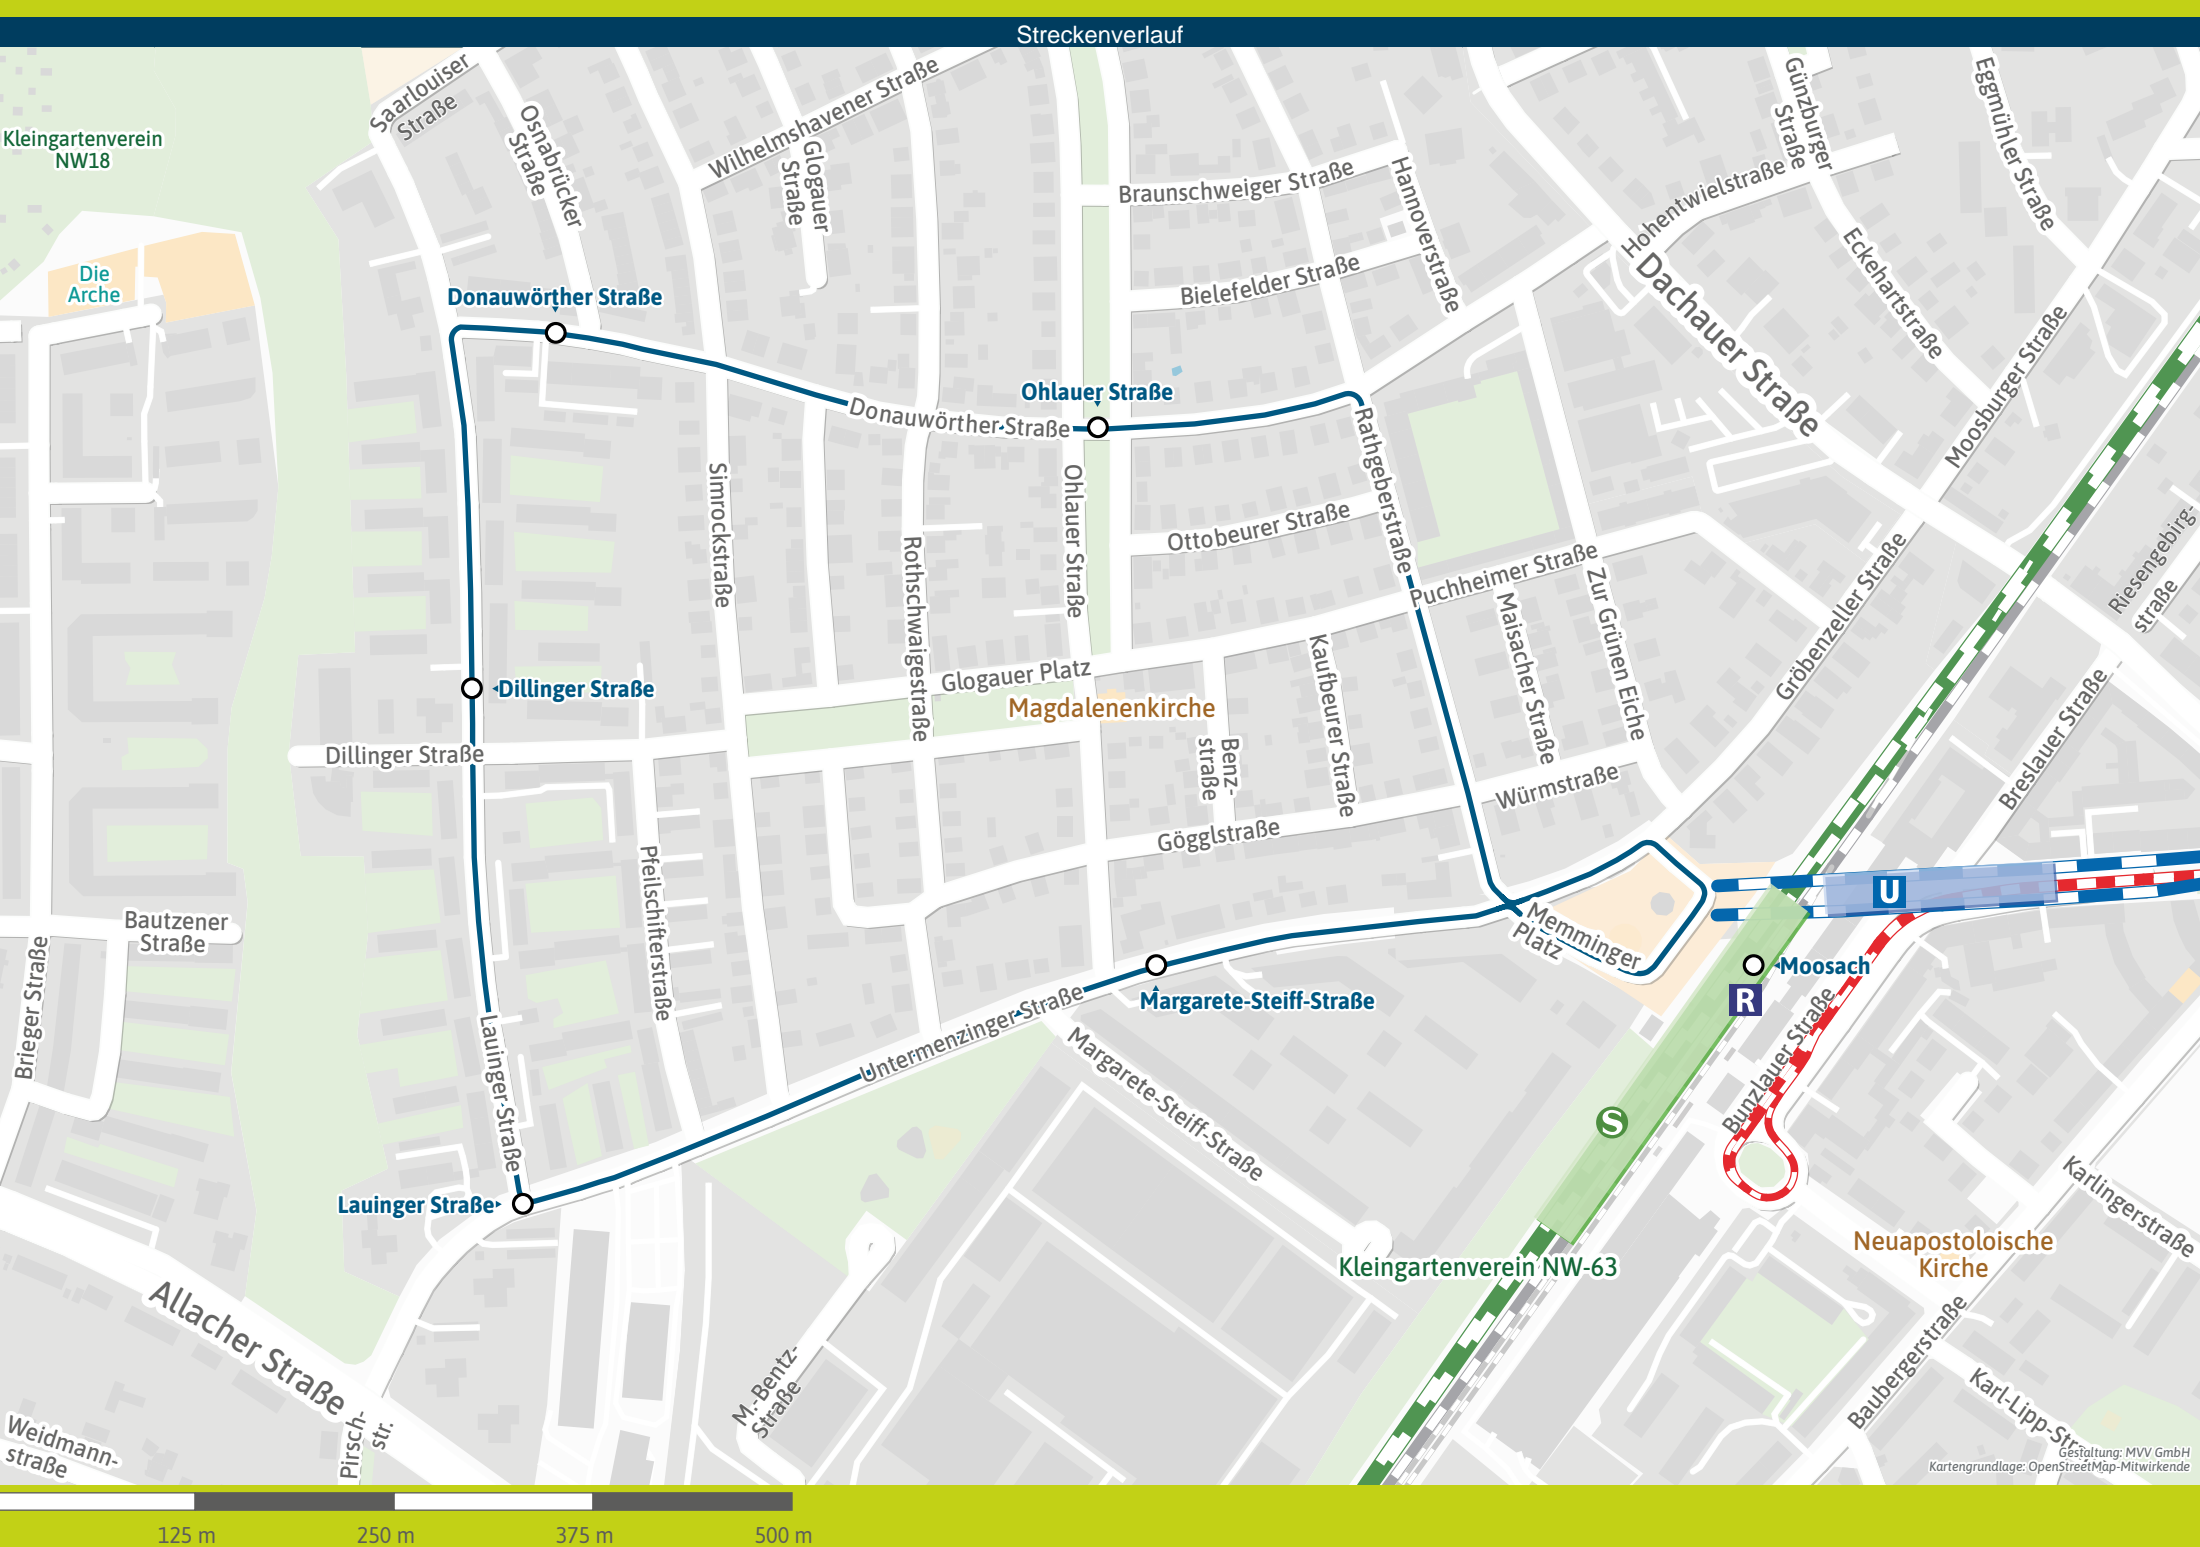 Streckenverlauf
Saarlouiser
Straße
Osnabrücker
Straße
Wilhelmshavener Straße
Glogauer
Straße
Günzburger
Straße
Eggmühler Straße
Kleingartenverein
NW18
Braunschweiger Straße
Hannoverstraße
Hohentwielstraße
Eckehartstraße
Die
Arche
Donauwörther Straße
Bielefelder Straße
Dachauer Straße
Moosburger Straße
Ohlauer Straße
Donauwörther Straße
Rathgeberstraße
Simrockstraße
Ohlauer Straße
Rothschwaigestraße
Ottobeurer Straße
Puchheimer Straße
Zur Grünen Eiche
Maisacher Straße
Gröbenzeller Straße
Riesengebirg-
straße
Dillinger Straße
Glogauer Platz
Magdalenenkirche
Kaufbeurer Straße
Benz-
straße
Breslauer Straße
Dillinger Straße
Würmstraße
Gögglstraße
Pfeilschifterstraße
U
Bautzener
Straße
Memminger
Platz
Brieger Straße
Moosach
R
Margarete-Steiff-Straße
Untermenzinger Straße
Lauinger Straße
Margarete-Steiff-Straße
Bunzlauer Straße
S
Lauinger Straße
Karlingerstraße
Kleingartenverein NW-63
Neuapostoloische
Kirche
Allacher Straße
Baubergerstraße
M.-Bentz-
Straße
Karl-Lipp-Str
Pirsch-
str.
Weidmann-
straße
Gestaltung: MVV GmbH
Kartengrundlage: OpenStreetMap-Mitwirkende
125 m
250 m
375 m
500 m